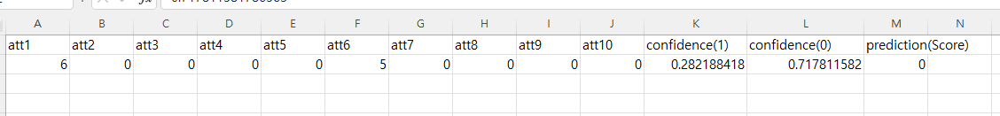 A B C D E F G H I J K L M N
att1 att2 att3 att4 att5 att6 att7 att8 att9 att10 confidence(1) confidence(0) prediction(Score)
6 0 0 0 0 5 0 0 0 0 0.282188418 0.717811582 0